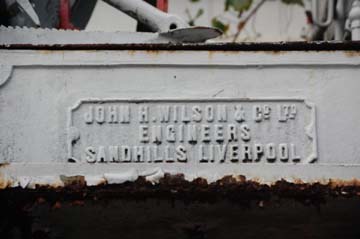 JOHN H. WILSON & Cº LTD
ENGINEERS
SANDHILLS LIVERPOOL